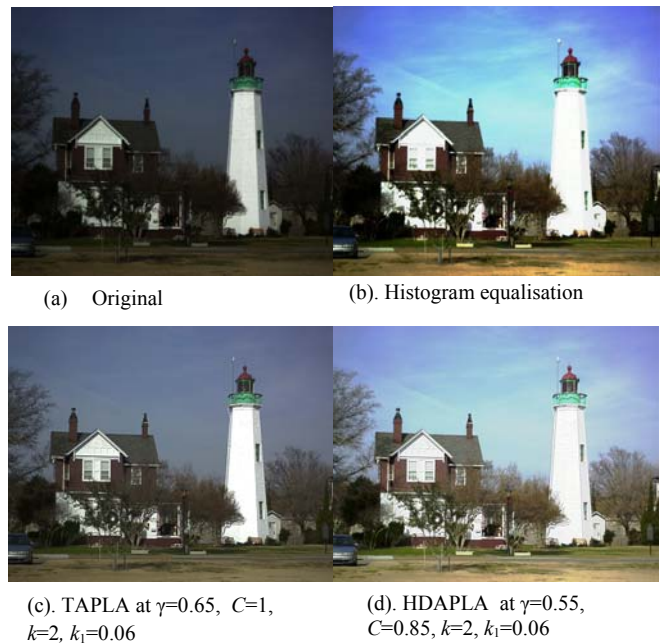 (a) Original
(b). Histogram equalisation
(c). TAPLA at γ=0.65, C=1,
k=2, k₁=0.06
(d). HDAPLA at γ=0.55,
C=0.85, k=2, k₁=0.06